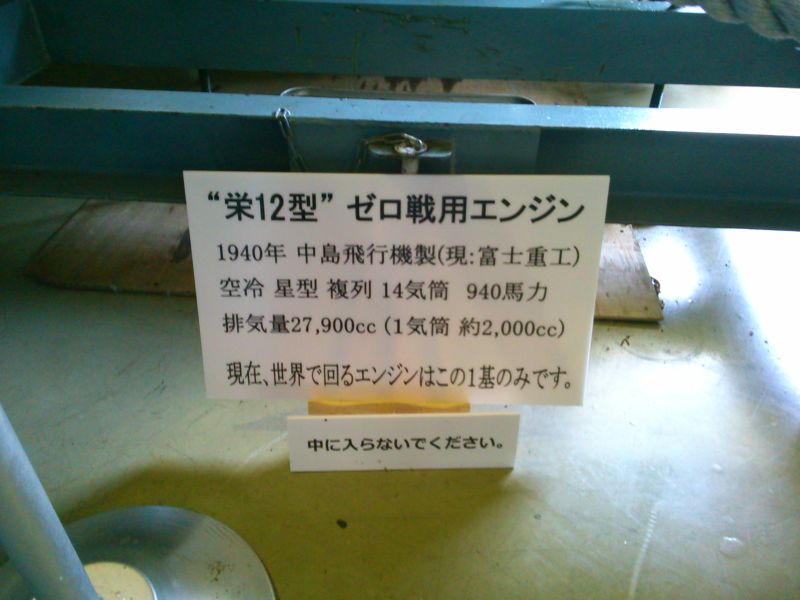 “栄12型” ゼロ戦用エンジン
1940年 中島飛行機製(現:富士重工)
空冷 星型 複列 14気筒 940馬力
排気量27,900cc (1気筒 約2,000cc)
現在、世界で回るエンジンはこの1基のみです。
中に入らないでください。